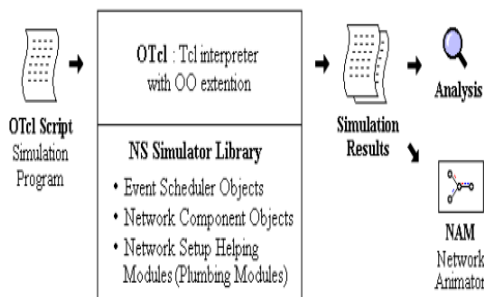 OTcl Script
Simulation
Program
OTcl : Tcl interpreter
with OO extention
NS Simulator Library
• Event Scheduler Objects
• Network Component Objects
• Network Setup Helping
Modules (Plumbing Modules)
Simulation
Results
Analysis
NAM
Network
Animator